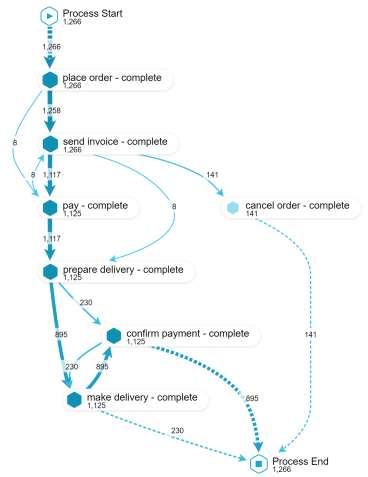 Process Start
1,266
1,266
place order - complete
1,266
1,258
send invoice - complete
1,266
8
8
1,117
141
8
pay - complete
1,125
cancel order - complete
141
1,117
prepare delivery - complete
1,125
230
895
confirm payment - complete
1,125
141
230
895
make delivery - complete
1,125
895
230
Process End
1,266